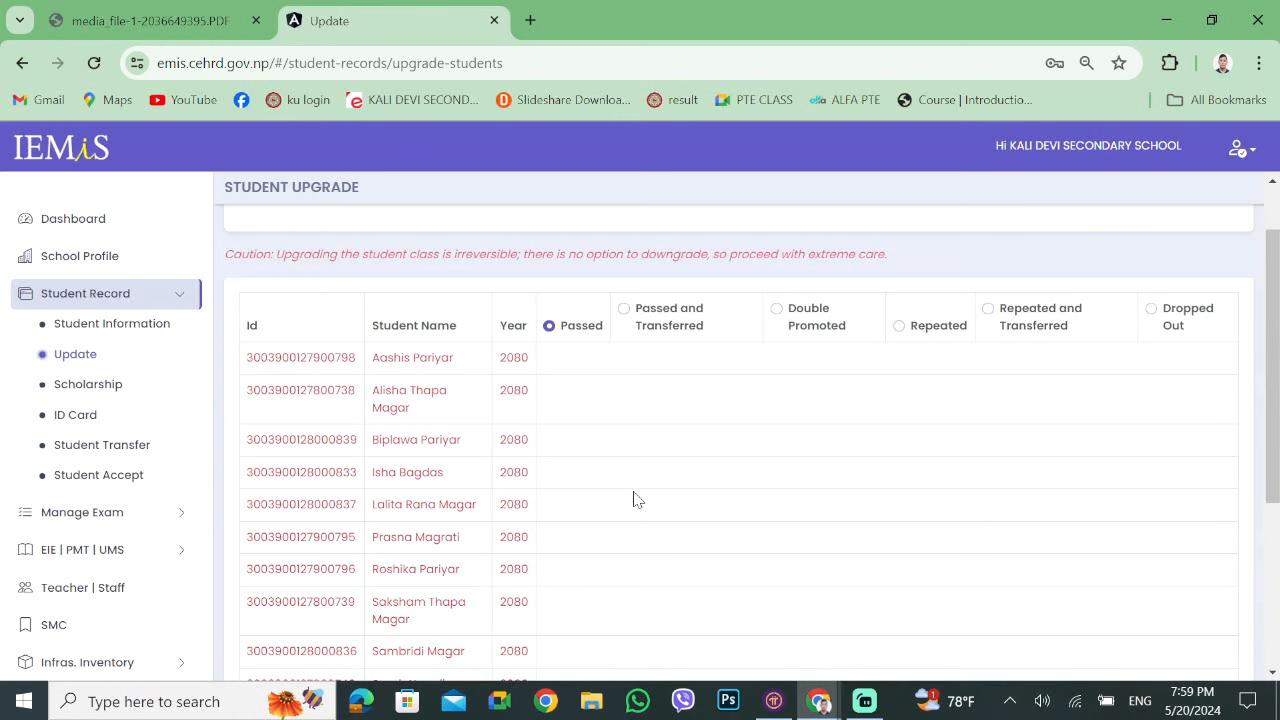 media_file-1-2036649395.PDF
Update
emis.cehrd.gov.np/#/student-records/upgrade-students
Gmail
Maps
YouTube
ku login
KALI DEVI SECOND...
Slideshare Downloa...
result
PTE CLASS
ALFA PTE
Course | Introductio...
All Bookmarks
IEMiS
Hi KALI DEVI SECONDARY SCHOOL
Dashboard
School Profile
Student Record
Student Information
Update
Scholarship
ID Card
Student Transfer
Student Accept
Manage Exam
EIE | PMT | UMS
Teacher | Staff
SMC
Infras. Inventory
STUDENT UPGRADE
Caution: Upgrading the student class is irreversible; there is no option to downgrade, so proceed with extreme care.
Id Student Name Year Passed Passed and Transferred Double Promoted Repeated Repeated and Transferred Dropped Out
3003900127900798 Aashis Pariyar 2080
3003900127800738 Alisha Thapa Magar 2080
3003900128000839 Biplawa Pariyar 2080
3003900128000833 Isha Bagdas 2080
3003900128000837 Lalita Rana Magar 2080
3003900127900795 Prasna Magrati 2080
3003900127900796 Roshika Pariyar 2080
3003900127800739 Saksham Thapa Magar 2080
3003900128000836 Sambridi Magar 2080
Type here to search
Ps
1
78°F
ENG
7:59 PM
5/20/2024